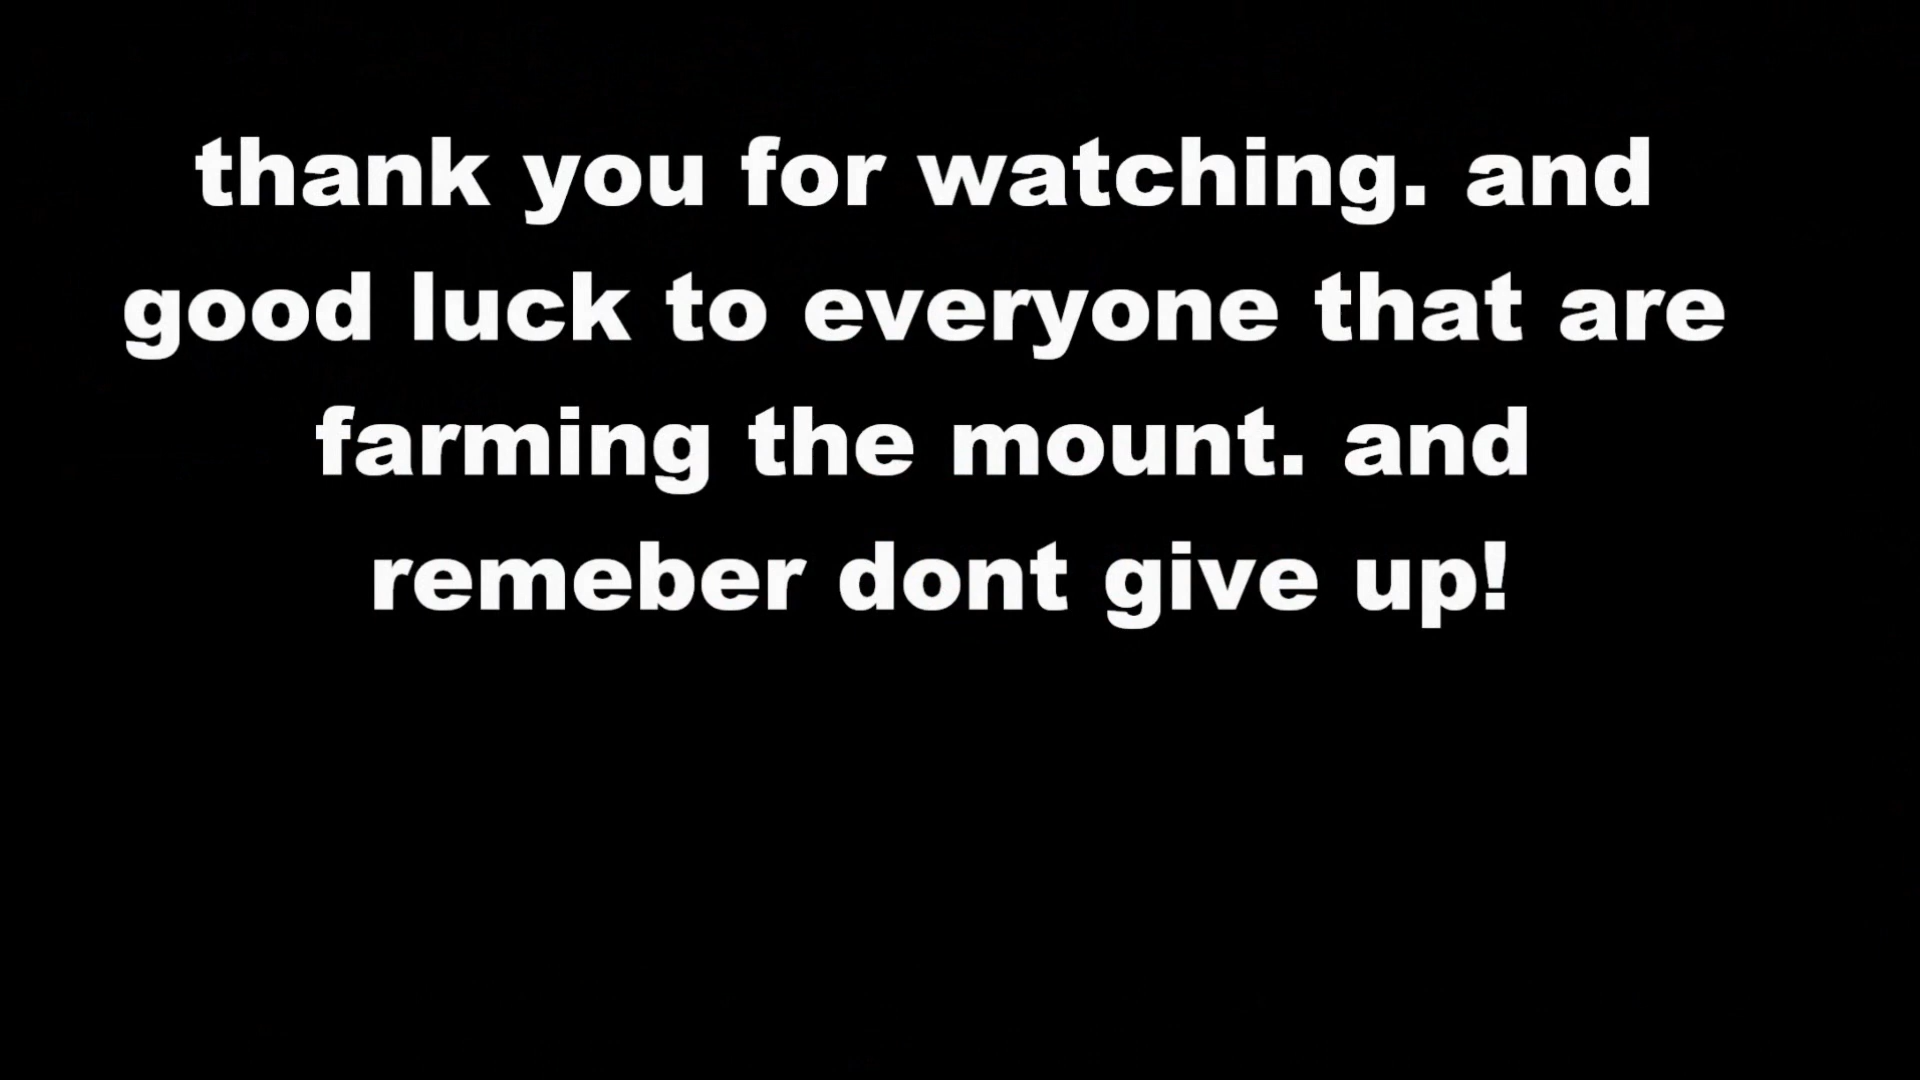 thank you for watching. and
good luck to everyone that are
farming the mount. and
remeber dont give up!